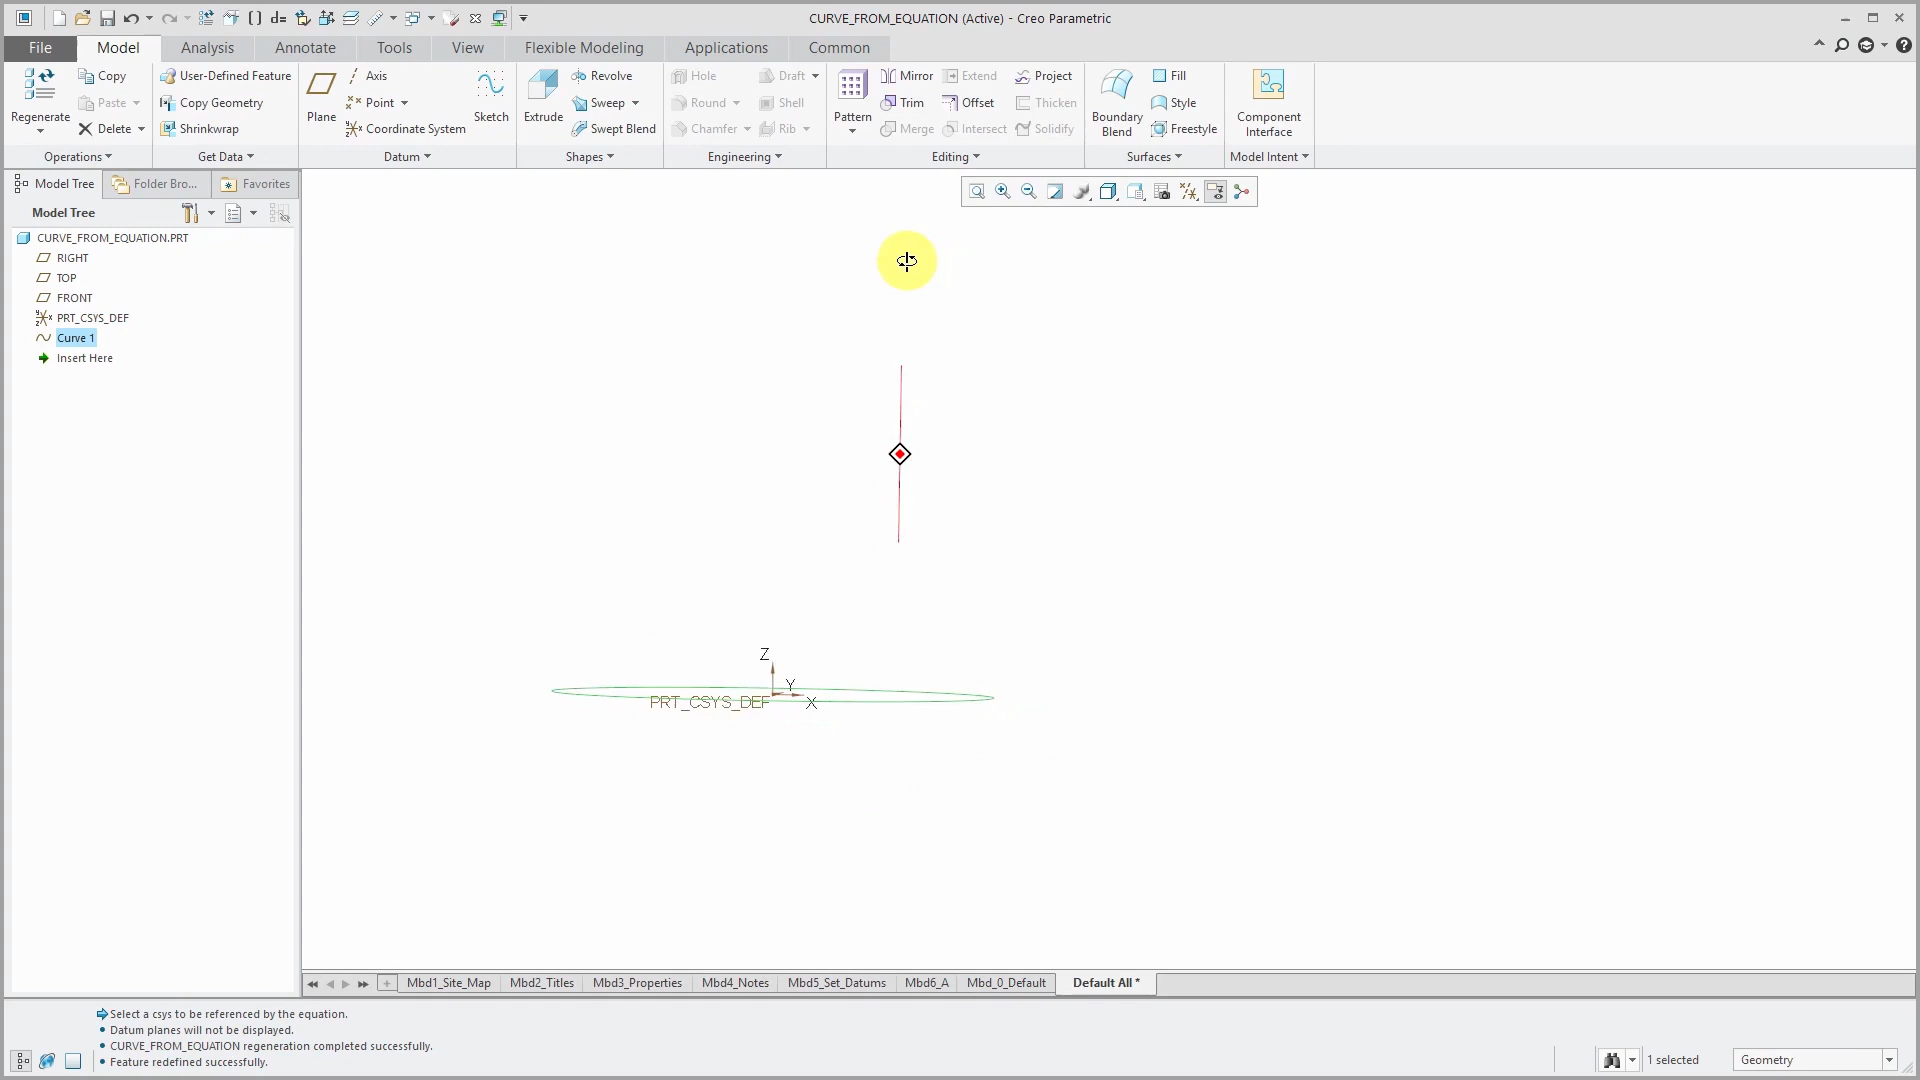 CURVE_FROM_EQUATION (Active) - Creo Parametric
File Model Analysis Annotate Tools View Flexible Modeling Applications Common
Regenerate
Copy
Paste
Delete
Operations
User-Defined Feature
Copy Geometry
Shrinkwrap
Get Data
Plane
Axis
Point
Coordinate System
Sketch
Datum
Extrude
Revolve
Sweep
Swept Blend
Shapes
Hole
Round
Chamfer
Draft
Shell
Rib
Engineering
Pattern
Mirror
Trim
Merge
Extend
Offset
Intersect
Project
Thicken
Solidify
Editing
Boundary
Blend
Fill
Style
Freestyle
Surfaces
Component
Interface
Model Intent
Model Tree Folder Bro... Favorites
Model Tree
CURVE_FROM_EQUATION.PRT
RIGHT
TOP
FRONT
PRT_CSYS_DEF
Curve 1
Insert Here
Z
Y
PRT_CSYS_DEF X
Mbd1_Site_Map Mbd2_Titles Mbd3_Properties Mbd4_Notes Mbd5_Set_Datums Mbd6_A Mbd_0_Default Default All *
Select a csys to be referenced by the equation.
• Datum planes will not be displayed.
• CURVE_FROM_EQUATION regeneration completed successfully.
• Feature redefined successfully.
1 selected
Geometry